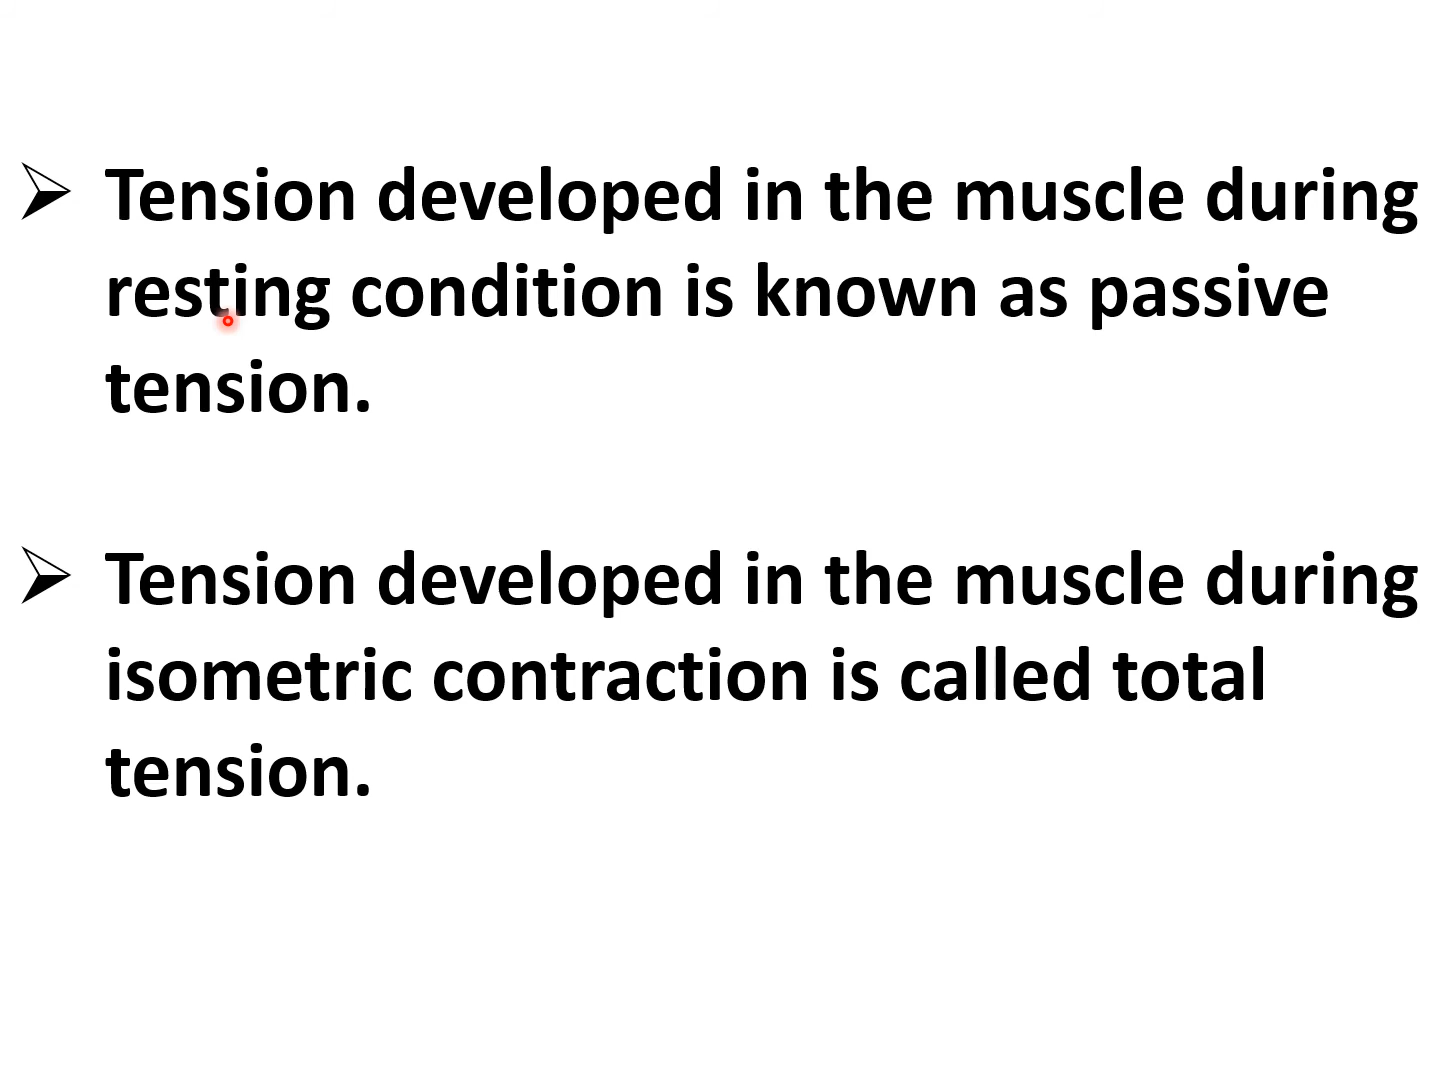 ➢ Tension developed in the muscle during
resting condition is known as passive
tension.
➢ Tension developed in the muscle during
isometric contraction is called total
tension.